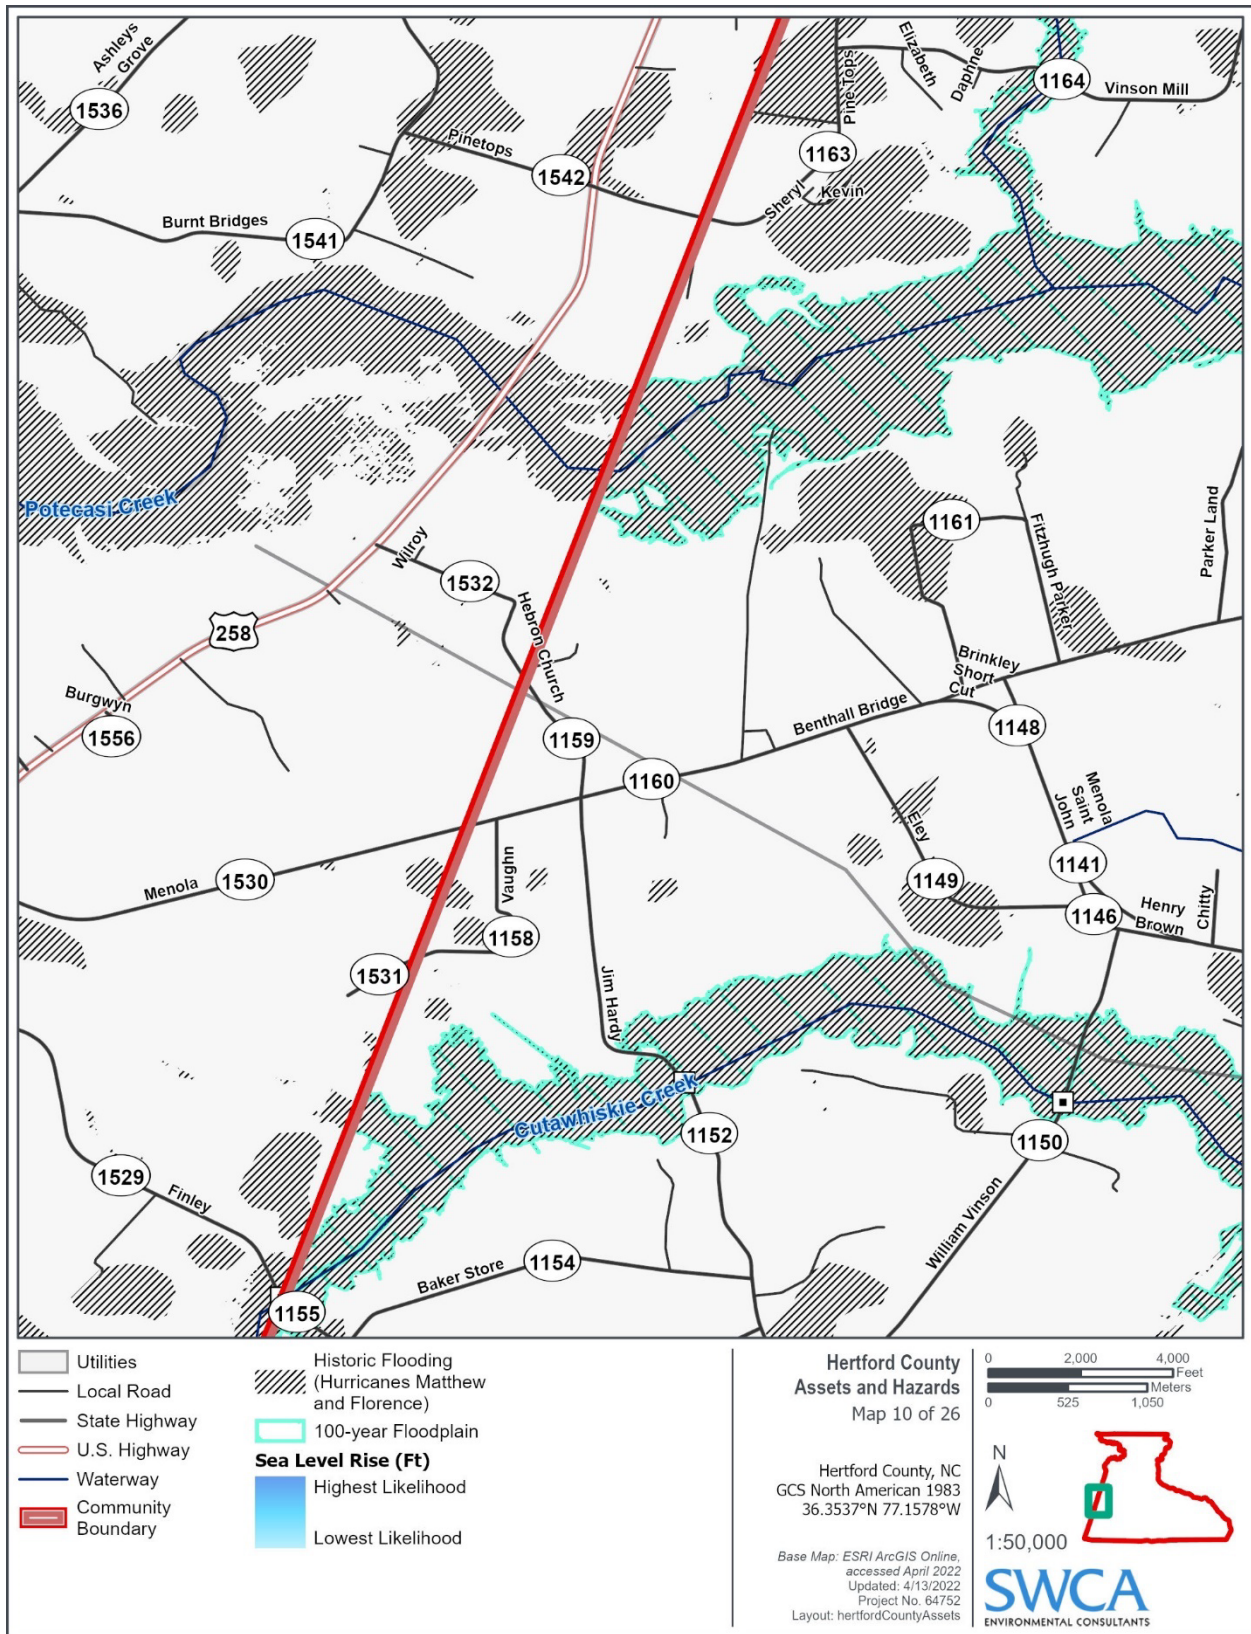 Ashleys
Grove
1536
Pinetops
1542
Burnt Bridges
1541
Pine Tops
Elizabeth
Daphne
1164
Vinson Mill
1163
Sheryl
Kevin
Potecasi Creek
Wilroy
1532
Hebron Church
258
Burgwyn
1556
1159
1160
Benthall Bridge
Brinkley
Short
Cut
1161
Fitzhugh Parker
Parker Land
1148
Menola
Saint
John
Eley
1141
1149
1146
Henry
Brown
Chitty
Menola
1530
Vaughn
1158
1531
Jim Hardy
Cutawhiskie Creek
1152
1150
William Vinson
1529
Finley
Baker Store
1154
1155
Utilities
Local Road
State Highway
U.S. Highway
Waterway
Community
Boundary
Historic Flooding
(Hurricanes Matthew
and Florence)
100-year Floodplain
Sea Level Rise (Ft)
Highest Likelihood
Lowest Likelihood
Hertford County
Assets and Hazards
Map 10 of 26
Hertford County, NC
GCS North American 1983
36.3537°N 77.1578°W
Base Map: ESRI ArcGIS Online,
accessed April 2022
Updated: 4/13/2022
Project No. 64752
Layout: hertfordCountyAssets
0 2,000 4,000
Feet
Meters
0 525 1,050
N
1:50,000
SWCA
ENVIRONMENTAL CONSULTANTS